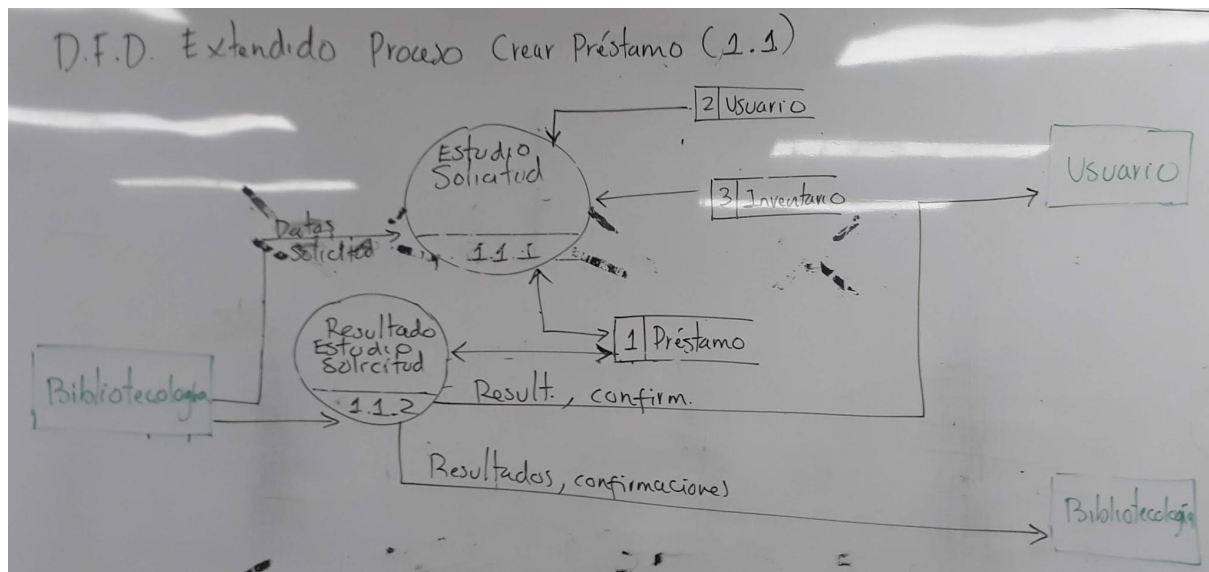 D.F.D. Extendido Proceso Crear Préstamo (1.1)
2 Usuario
Estudio
Solicitud
1.1.1
3 Inventario
Usuario
Datos
Solicitud
Resultado
Estudio
Solicitud
1.1.2
1 Préstamo
Bibliotecología
Result., confirm.
Resultados, confirmaciones
Bibliotecología